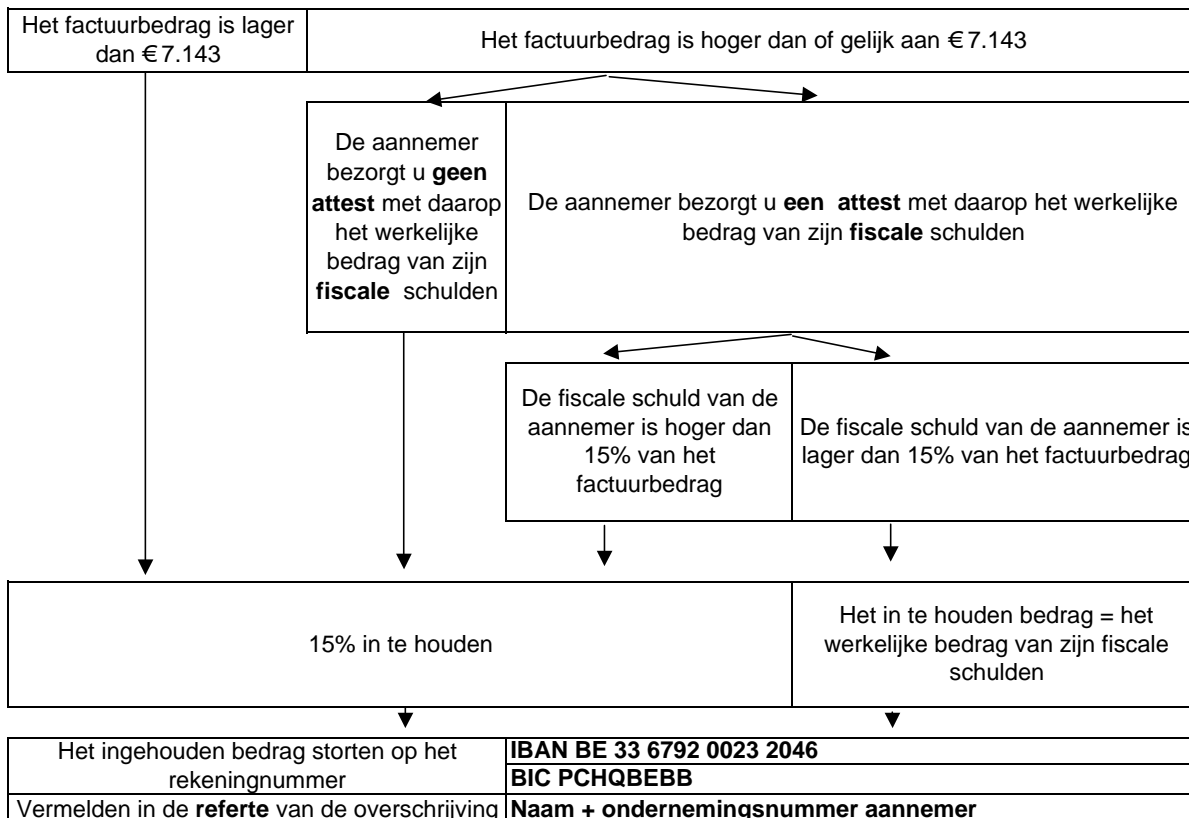 Het factuurbedrag is lager
dan € 7.143
Het factuurbedrag is hoger dan of gelijk aan € 7.143
De aannemer
bezorgt u geen
attest met daarop
het werkelijke
bedrag van zijn
fiscale schulden
De aannemer bezorgt u een attest met daarop het werkelijke
bedrag van zijn fiscale schulden
De fiscale schuld van de
aannemer is hoger dan
15% van het
factuurbedrag
De fiscale schuld van de aannemer is
lager dan 15% van het factuurbedrag
15% in te houden
Het in te houden bedrag = het
werkelijke bedrag van zijn fiscale
schulden
Het ingehouden bedrag storten op het
rekeningnummer
IBAN BE 33 6792 0023 2046
BIC PCHQBEBB
Vermelden in de referte van de overschrijving
Naam + ondernemingsnummer aannemer